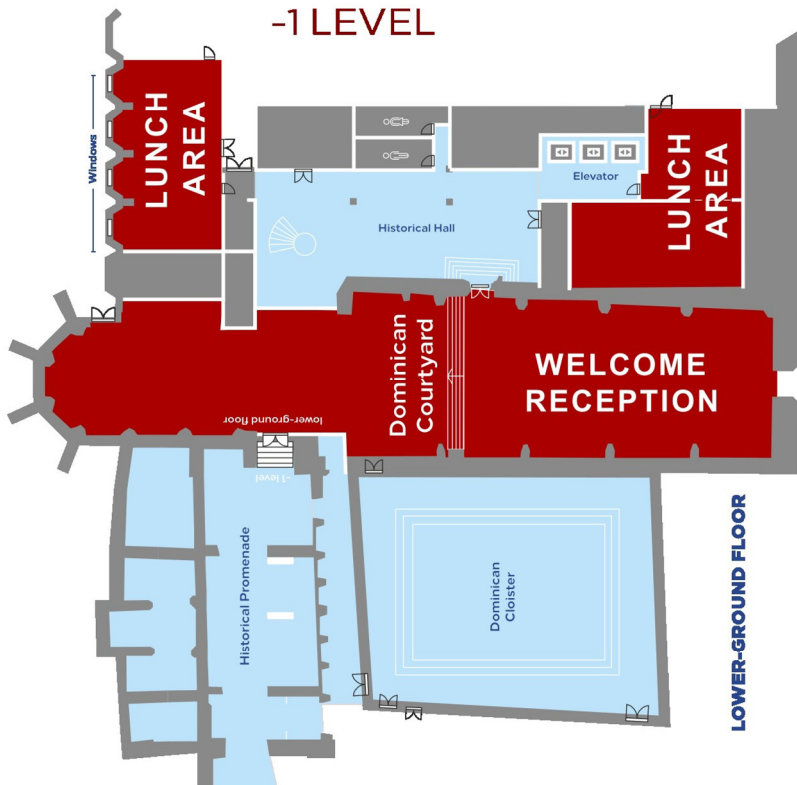 -1 LEVEL
LUNCH
AREA
Windows
Elevator
LUNCH
AREA
Historical Hall
Dominican
Courtyard
WELCOME
RECEPTION
lower-ground floor
-1 level
Historical Promenade
Dominican
Cloister
LOWER-GROUND FLOOR